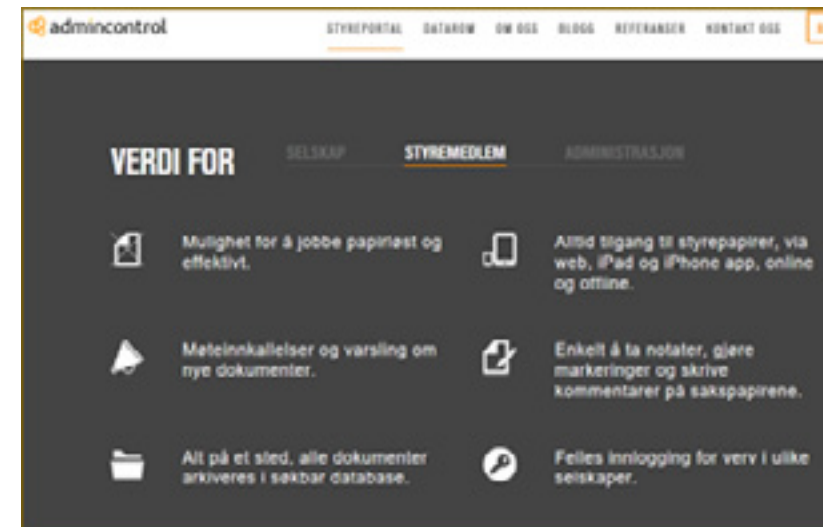 admincontrol
STYREPORTAL DATAROM OM OSS BLOGG REFERANSER KONTAKT OSS
VERDI FOR
SELSKAP STYREMEDLEM ADMINISTRASJON
Mulighet for å jobbe papirløst og
effektivt.
Alltid tilgang til styrepapirer, via
web, iPad og iPhone app, online
og offline.
Møteinnkallelser og varsling om
nye dokumenter.
Enkelt å ta notater, gjøre
markeringer og skrive
kommentarer på sakspapirene.
Alt på et sted, alle dokumenter
arkiveres i søkbar database.
Felles innlogging for verv i ulike
selskaper.